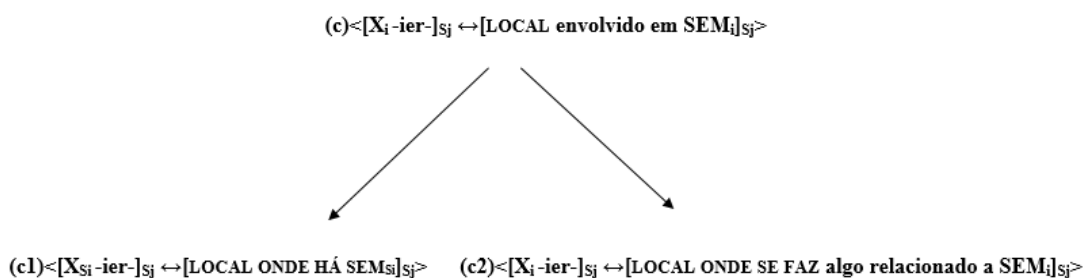 (c)<[Xi -ier-]Sj ↔[LOCAL envolvido em SEMi]Sj>
(c1)<[XSi -ier-]Sj ↔[LOCAL ONDE HÁ SEMSi]Sj> (c2)<[Xi -ier-]Sj ↔[LOCAL ONDE SE FAZ algo relacionado a SEMi]Sj>